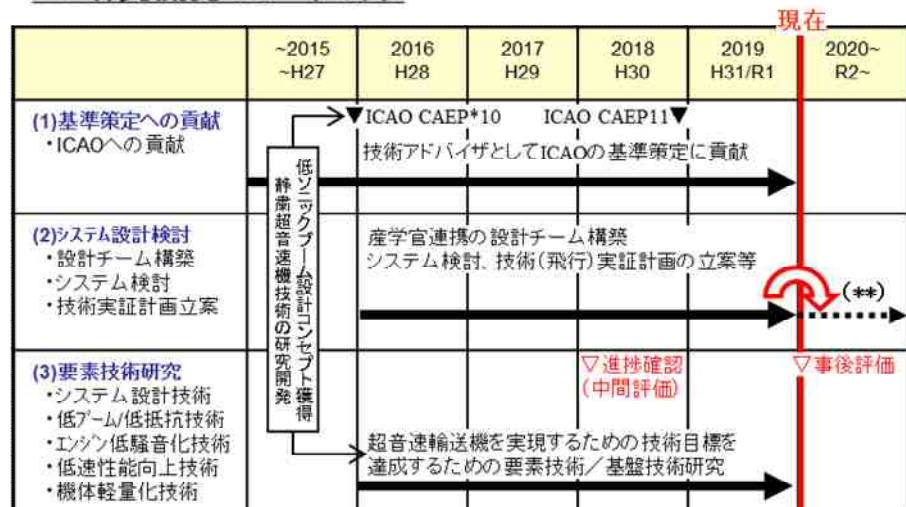 現在
~2015
~H27
2016
H28
2017
H29
2018
H30
2019
H31/R1
2020~
R2~
(1)基準策定への貢献
・ICAOへの貢献
▼ICAO CAEP*10
ICAO CAEP11▼
技術アドバイザとしてICAOの基準策定に貢献
低ソニックブーム設計コンセプト獲得
静粛超音速機技術の研究開発
(2)システム設計検討
・設計チーム構築
・システム検討
・技術実証計画立案
産学官連携の設計チーム構築
システム検討、技術(飛行)実証計画の立案等
(**)
(3)要素技術研究
・システム設計技術
・低ブーム/低抵抗技術
・エンジン低騒音化技術
・低速性能向上技術
・機体軽量化技術
▽進捗確認
(中間評価)
▽事後評価
超音速輸送機を実現するための技術目標を
達成するための要素技術/基盤技術研究